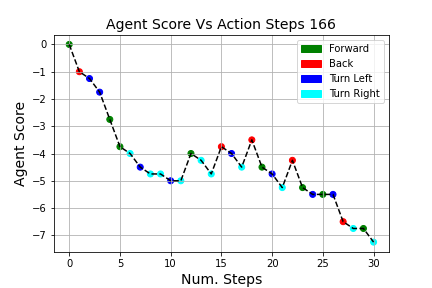 Agent Score Vs Action Steps 166
Forward
Back
Turn Left
Turn Right
Agent Score
0
−1
−2
−3
−4
−5
−6
−7
0 5 10 15 20 25 30
Num. Steps